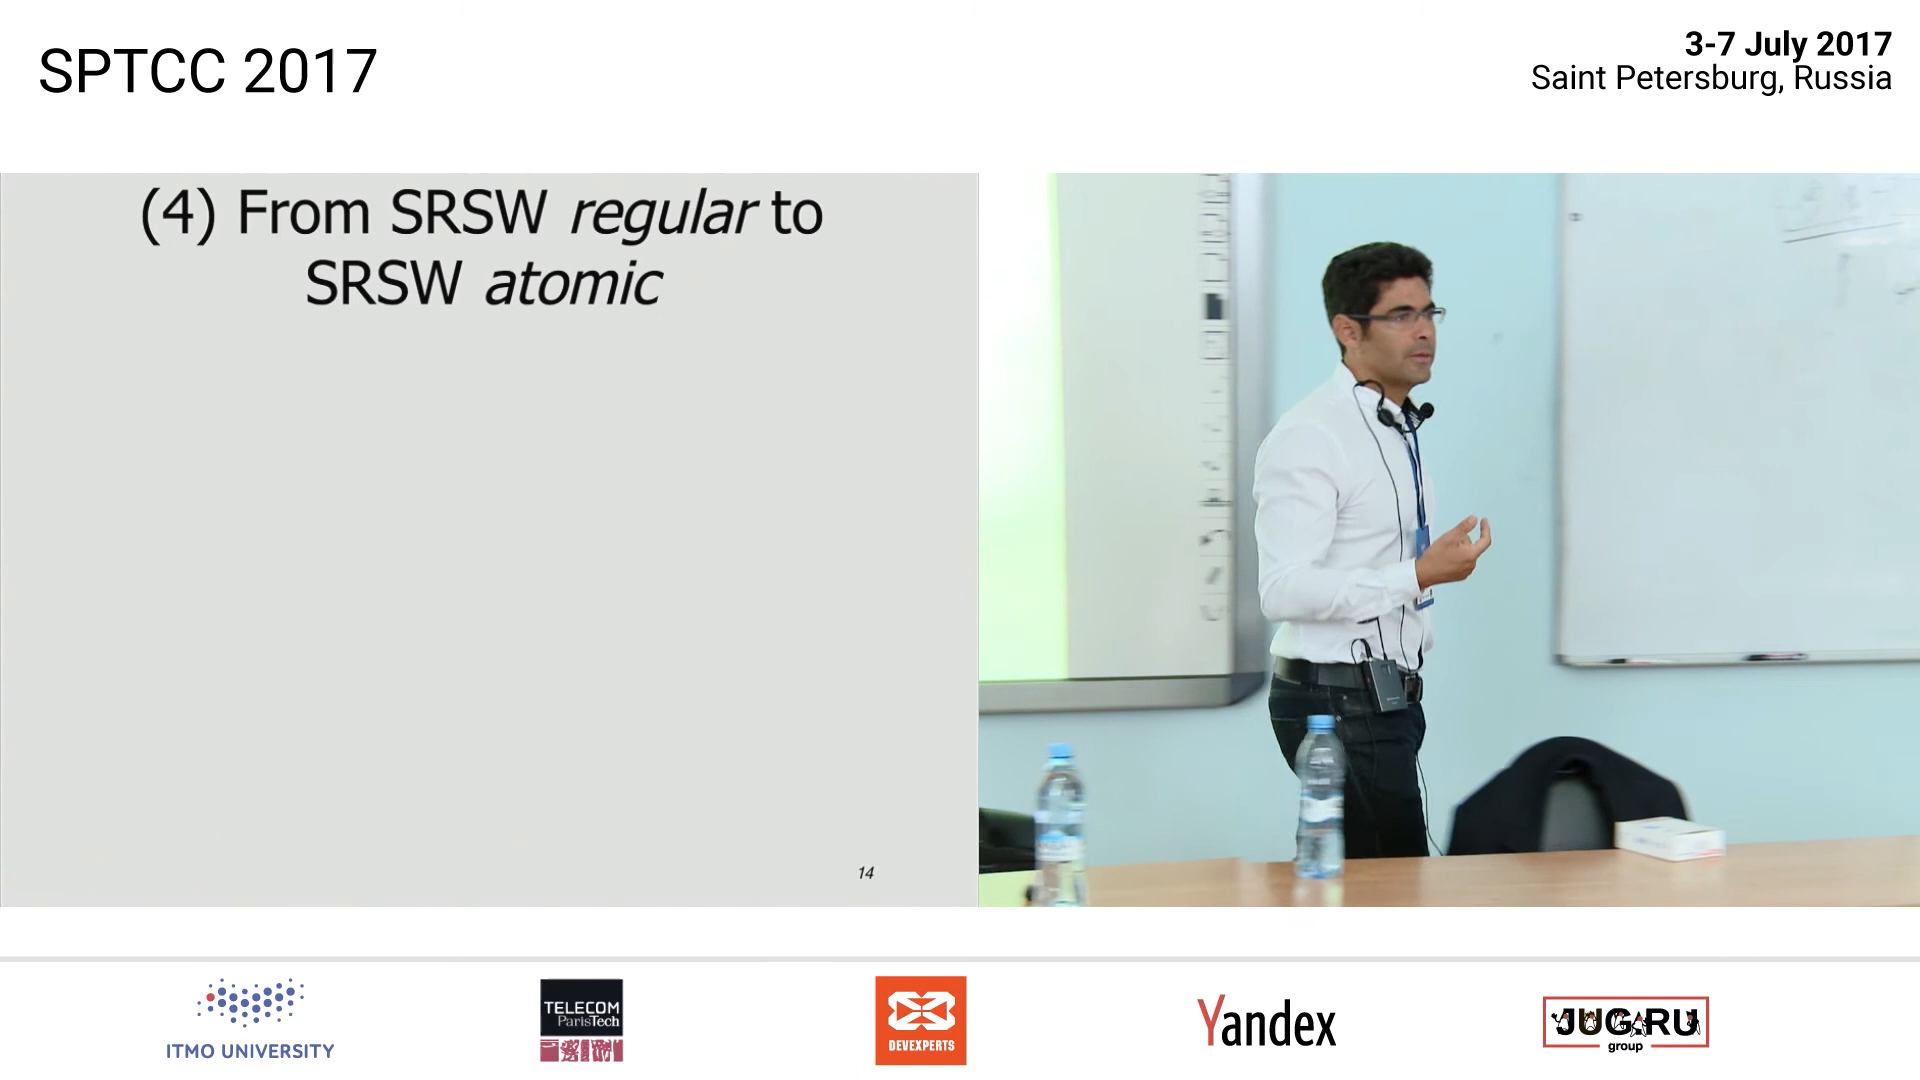 SPTCC 2017
3-7 July 2017
Saint Petersburg, Russia
(4) From SRSW regular to
SRSW atomic
14
ITMO UNIVERSITY
TELECOM
ParisTech
DEVEXPERTS
Yandex
JUG.RU
group